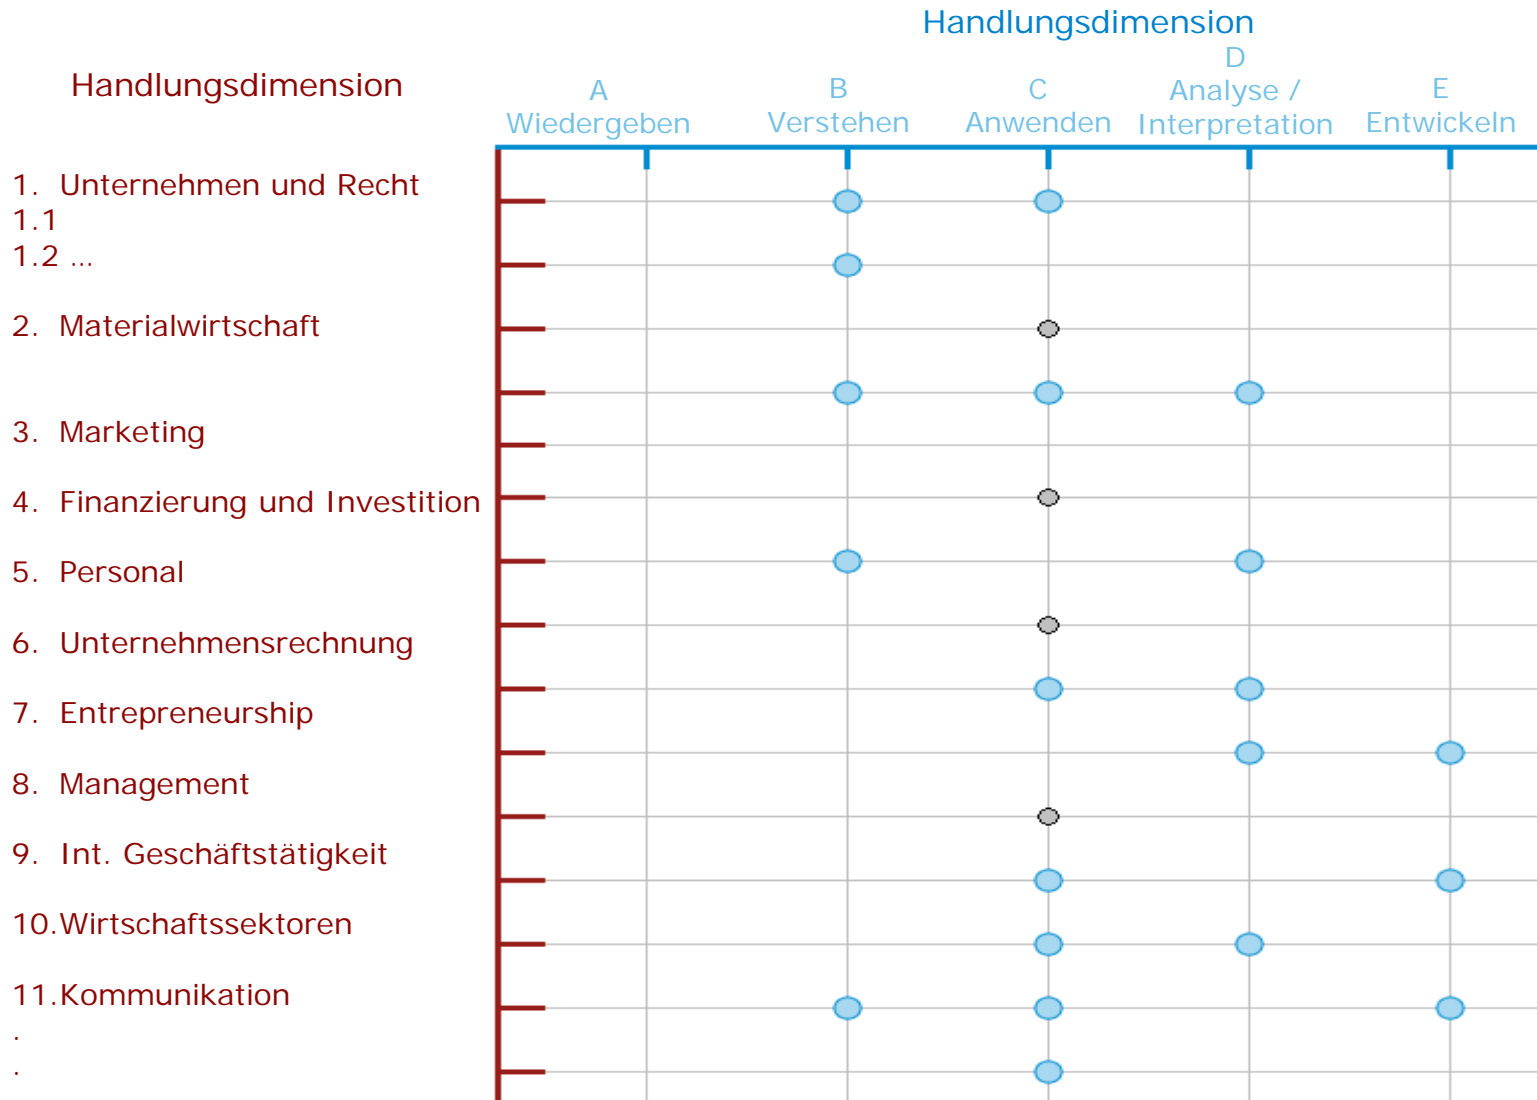 Handlungsdimension
Handlungsdimension
A
Wiedergeben
B
Verstehen
C
Anwenden
D
Analyse /
Interpretation
E
Entwickeln
1. Unternehmen und Recht
1.1
1.2 ...
2. Materialwirtschaft
3. Marketing
4. Finanzierung und Investition
5. Personal
6. Unternehmensrechnung
7. Entrepreneurship
8. Management
9. Int. Geschäftstätigkeit
10.Wirtschaftssektoren
11.Kommunikation
.
.